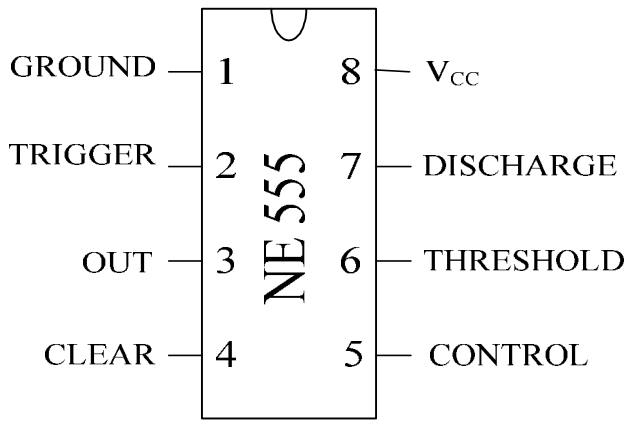 GROUND 1 8 VCC
TRIGGER 2 7 DISCHARGE
OUT 3 6 THRESHOLD
CLEAR 4 5 CONTROL
NE 555